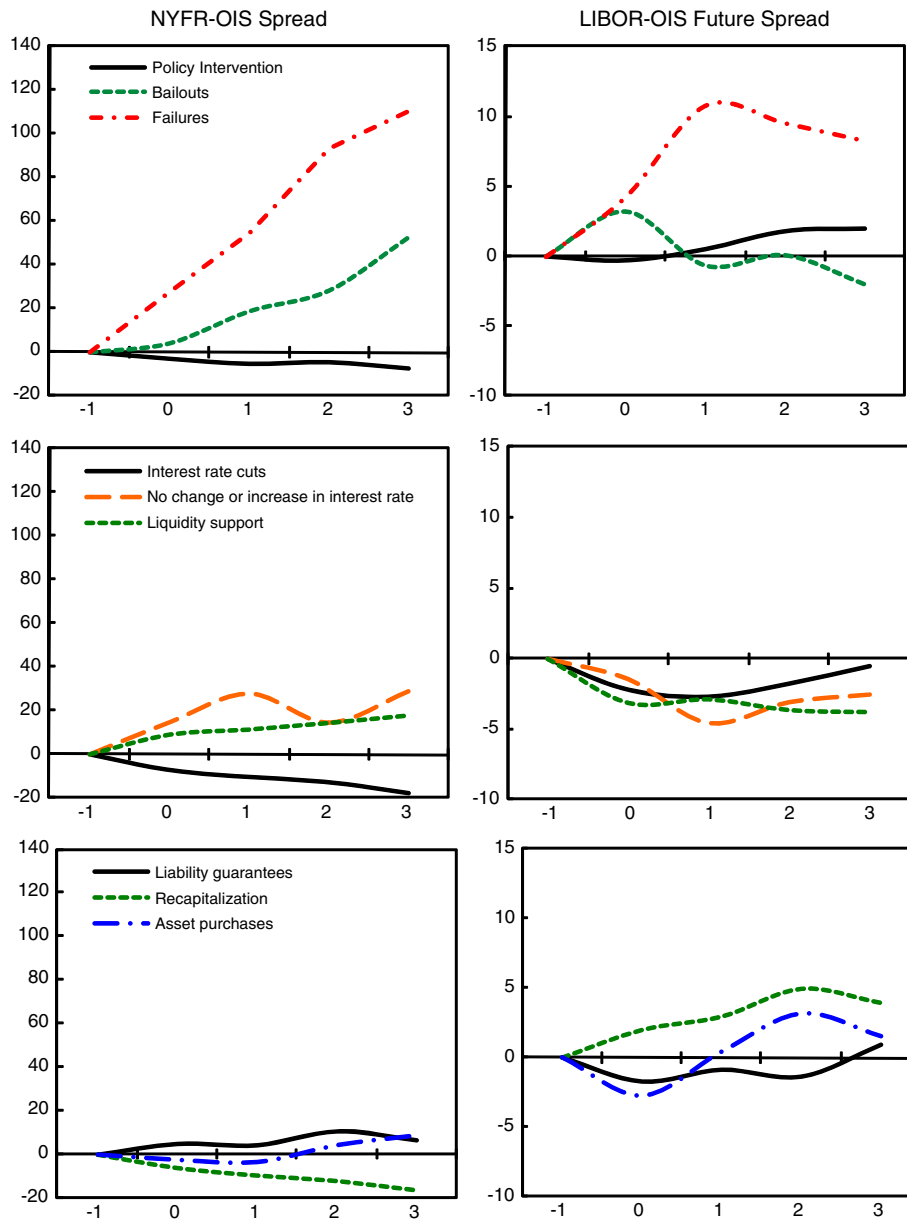 NYFR-OIS Spread
140
120
100
80
60
40
20
0
-20
Policy Intervention
Bailouts
Failures
-1 0 1 2 3
LIBOR-OIS Future Spread
15
10
5
0
-5
-10
-1 0 1 2 3
140
120
100
80
60
40
20
0
-20
Interest rate cuts
No change or increase in interest rate
Liquidity support
-1 0 1 2 3
15
10
5
0
-5
-10
-1 0 1 2 3
140
120
100
80
60
40
20
0
-20
Liability guarantees
Recapitalization
Asset purchases
-1 0 1 2 3
15
10
5
0
-5
-10
-1 0 1 2 3